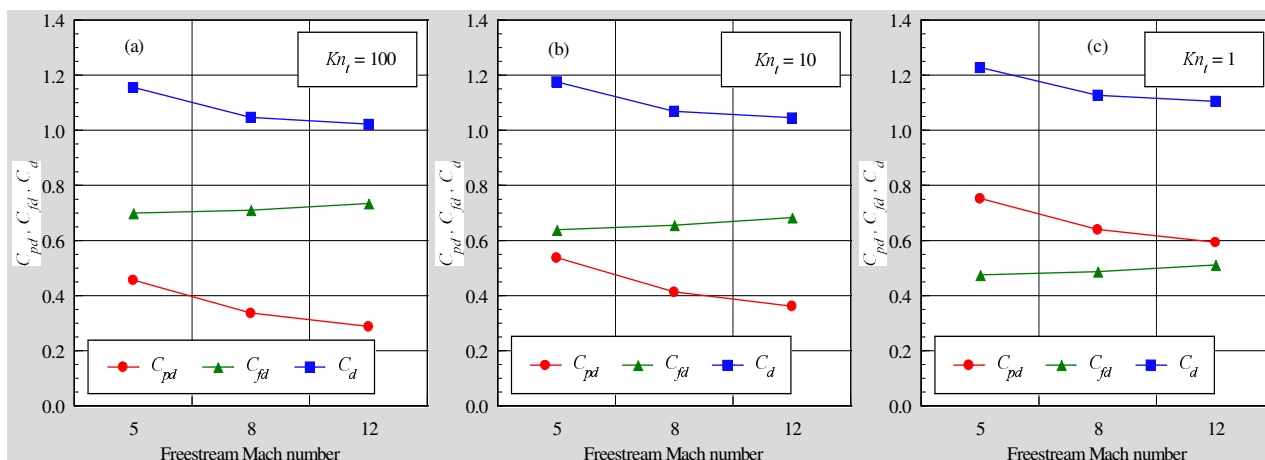 1.4
1.2
1.0
0.8
0.6
0.4
0.2
0.0
C_pd, C_fd, C_d
(a)
Kn_t = 100
C_pd C_fd C_d
5 8 12
Freestream Mach number
1.4
1.2
1.0
0.8
0.6
0.4
0.2
0.0
C_pd, C_fd, C_d
(b)
Kn_t = 10
C_pd C_fd C_d
5 8 12
Freestream Mach number
1.4
1.2
1.0
0.8
0.6
0.4
0.2
0.0
C_pd, C_fd, C_d
(c)
Kn_t = 1
C_pd C_fd C_d
5 8 12
Freestream Mach number